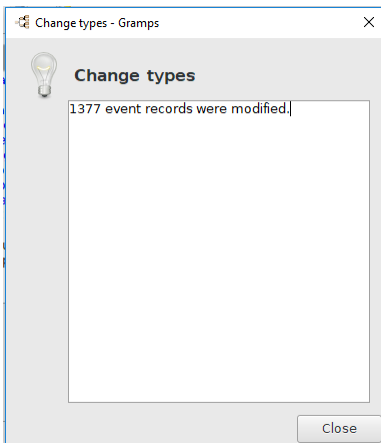 Change types - Gramps
Change types
1377 event records were modified.
Close